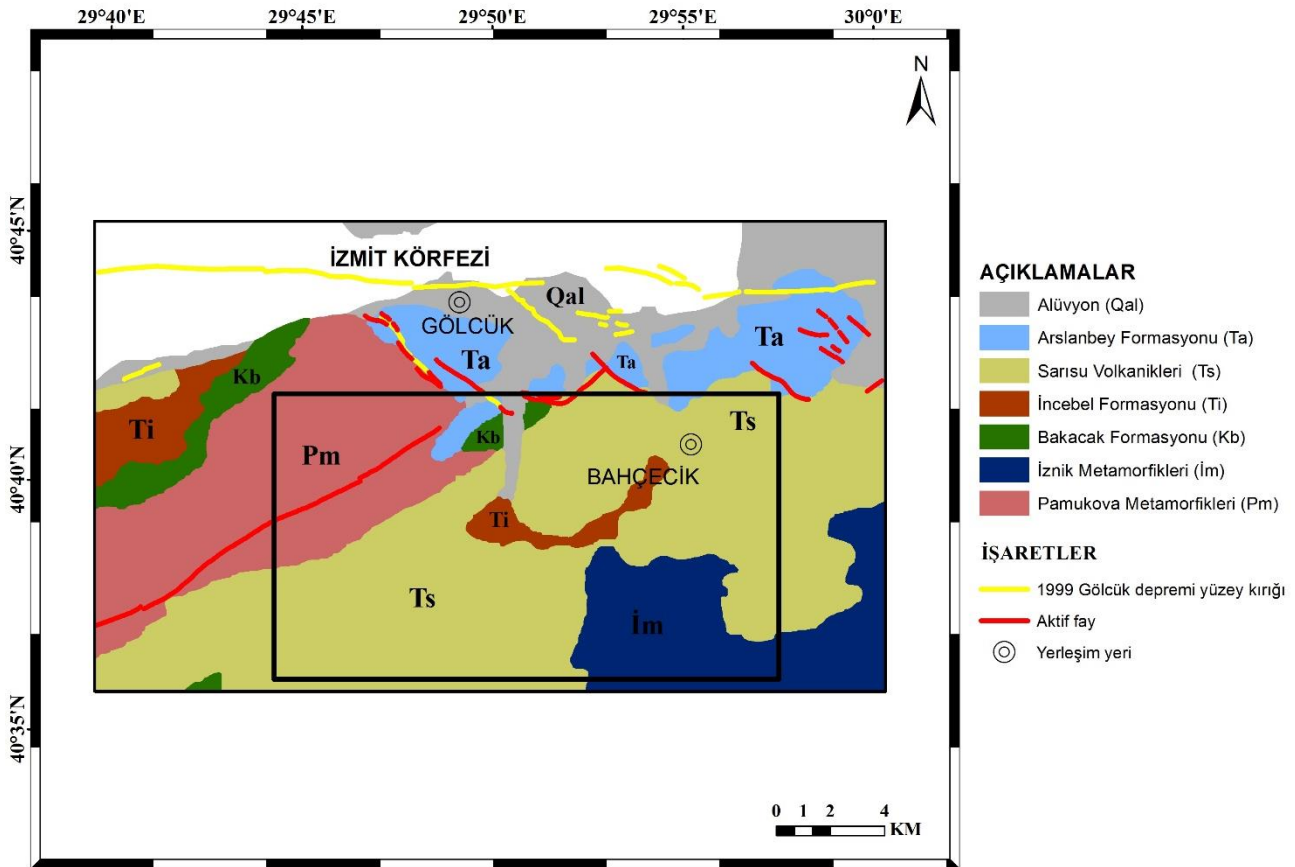 29°40'E 29°45'E 29°50'E 29°55'E 30°0'E
N
40°45'N
40°40'N
40°35'N
İZMİT KÖRFEZİ
Qal
GÖLCÜK
Ta
Ta
Ta
Kb
Ti
Pm
Kb
Ts
BAHÇECİK
Ti
Ts
İm
0 1 2 4
KM
AÇIKLAMALAR
Alüvyon (Qal)
Arslanbey Formasyonu (Ta)
Sarısu Volkanikleri (Ts)
İncebel Formasyonu (Ti)
Bakacak Formasyonu (Kb)
İznik Metamorfikleri (İm)
Pamukova Metamorfikleri (Pm)
İŞARETLER
1999 Gölcük depremi yüzey kırığı
Aktif fay
Yerleşim yeri